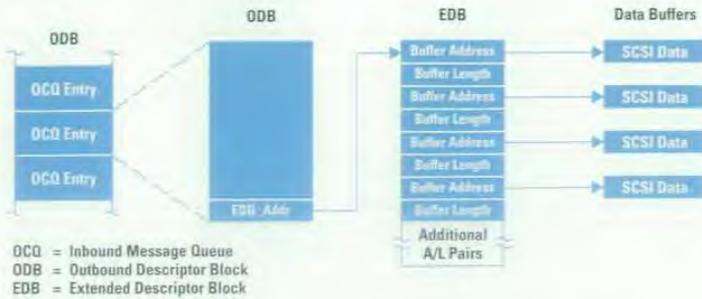 ODB
ODB
EDB
Data Buffers
OCQ Entry
OCQ Entry
OCQ Entry
EDB_Addr
Buffer Address
Buffer Length
Buffer Address
Buffer Length
Buffer Address
Buffer Length
Buffer Address
Buffer Length
Additional
A/L Pairs
SCSI Data
SCSI Data
SCSI Data
SCSI Data
OCQ = Inbound Message Queue
ODB = Outbound Descriptor Block
EDB = Extended Descriptor Block